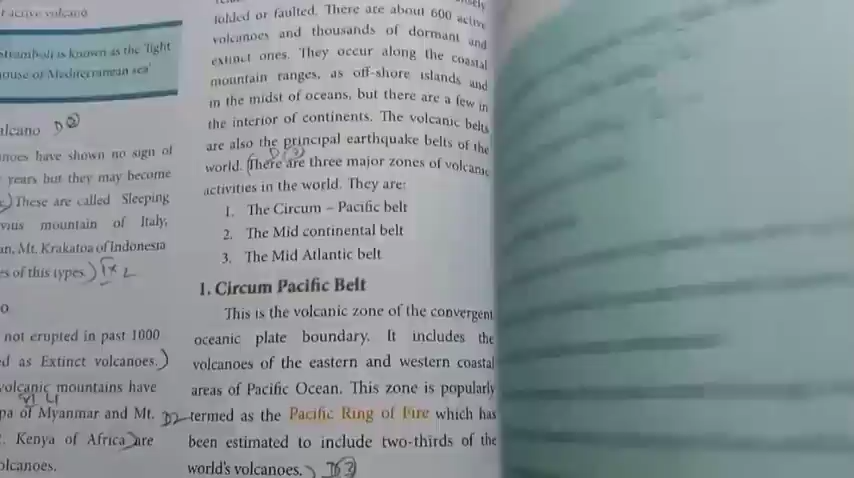 t active volcano
Stromboli is known as the 'light
house of Mediterranean sea'
lcano D②
noes have shown no sign of
years but they may become
These are called Sleeping
vius mountain of Italy,
an, Mt. Krakatoa of Indonesia
es of this types.)
o
not erupted in past 1000
d as Extinct volcanoes.)
volcanic mountains have
pa of Myanmar and Mt.
. Kenya of Africa are
olcanoes.
folded or faulted. There are about 600 active
volcanoes and thousands of dormant and
extinct ones. They occur along the coastal
mountain ranges, as off-shore islands and
in the midst of oceans, but there are a few in
the interior of continents. The volcanic belts
are also the principal earthquake belts of the
world. (There are three major zones of volcanic
activities in the world. They are:
1. The Circum – Pacific belt
2. The Mid continental belt
3. The Mid Atlantic belt
1. Circum Pacific Belt
This is the volcanic zone of the convergent
oceanic plate boundary. It includes the
volcanoes of the eastern and western coastal
areas of Pacific Ocean. This zone is popularly
D2 termed as the Pacific Ring of Fire which has
been estimated to include two-thirds of the
world's volcanoes.)